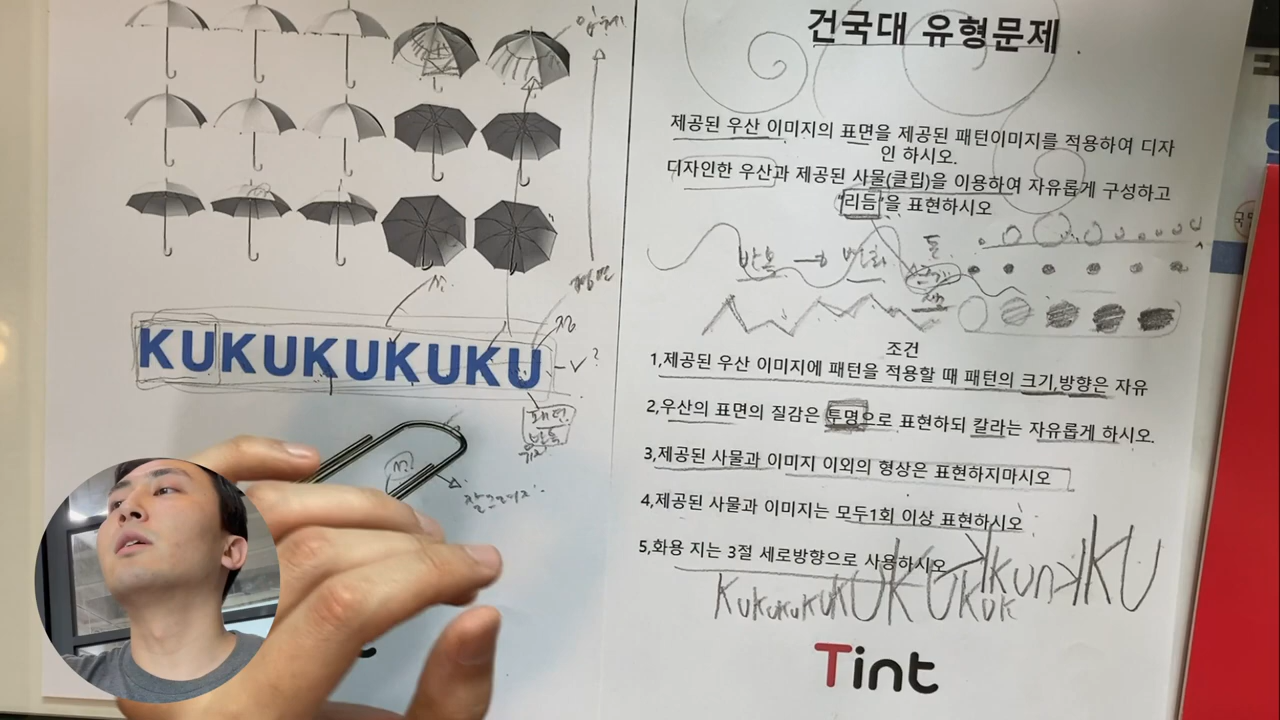 건국대 유형문제
제공된 우산 이미지의 표면을 제공된 패턴이미지를 적용하여 디자
인 하시오.
디자인한 우산과 제공된 사물(클립)을 이용하여 자유롭게 구성하고
'리듬'을 표현하시오
반복 → 변화
조건
1,제공된 우산 이미지에 패턴을 적용할 때 패턴의 크기,방향은 자유
2,우산의 표면의 질감은 투명으로 표현하되 칼라는 자유롭게 하시오.
3,제공된 사물과 이미지 이외의 형상은 표현하지마시오
4,제공된 사물과 이미지는 모두1회 이상 표현하시오
5,화용 지는 3절 세로방향으로 사용하시오
Tint
KUKUKUKUKU
패턴
반복